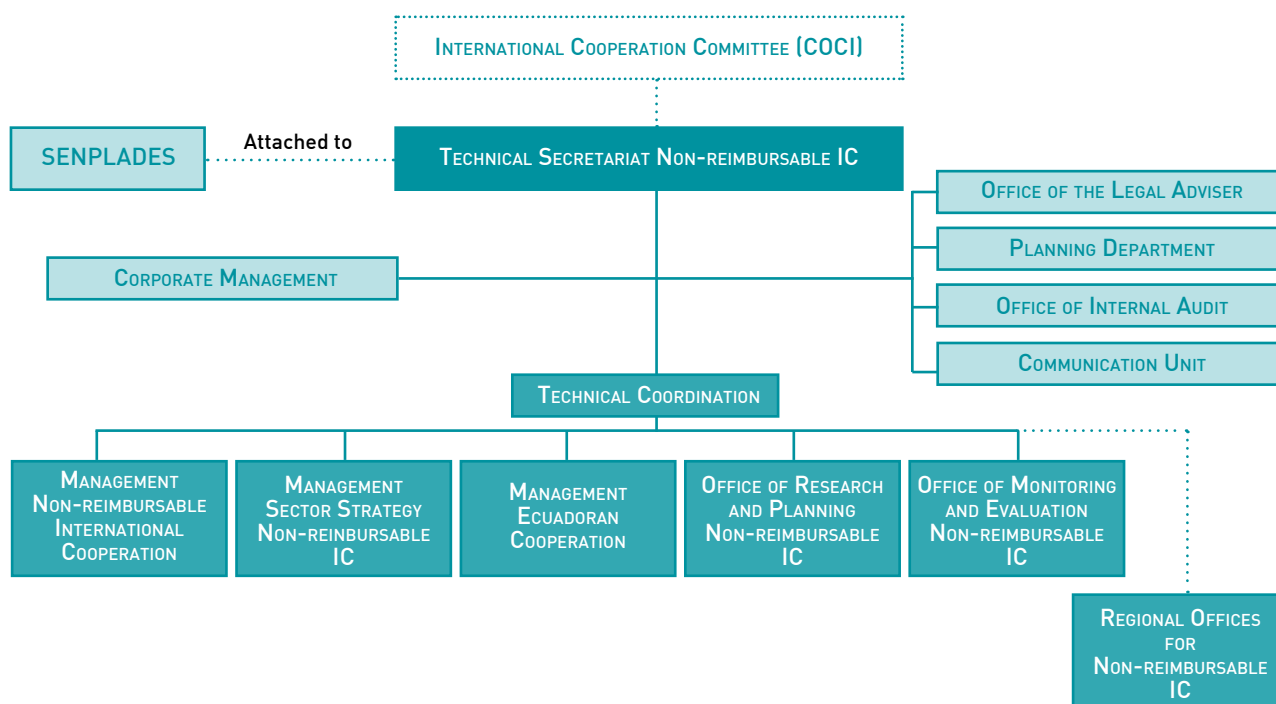 International Cooperation Committee (COCI)
SENPLADES
Attached to
Technical Secretariat Non-reimbursable IC
Office of the Legal Adviser
Planning Department
Corporate Management
Office of Internal Audit
Communication Unit
Technical Coordination
Management
Non-reimbursable
International
Cooperation
Management
Sector Strategy
Non-reinbursable
IC
Management
Ecuadoran
Cooperation
Office of Research
and Planning
Non-reimbursable
IC
Office of Monitoring
and Evaluation
Non-reimbursable
IC
Regional Offices
for
Non-reimbursable
IC